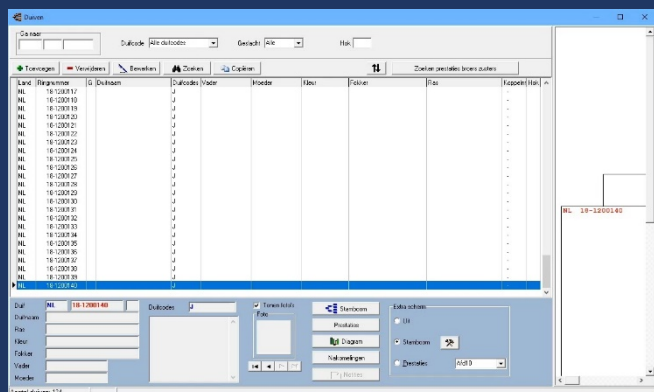 Duiven
Ga naar
Duifcode Alle duifcodes Geslacht Alle Hok
Toevoegen Verwijderen Bewerken Zoeken Copiëren Zoeken prestaties broers zusters
Land Ringnummer G Duifnaam Duifcodes Vader Moeder Kleur Fokker Ras Koppelnr Hok
NL 18-1200117 J -
NL 18-1200118 J -
NL 18-1200119 J -
NL 18-1200120 J -
NL 18-1200121 J -
NL 18-1200122 J -
NL 18-1200123 J -
NL 18-1200124 J -
NL 18-1200125 J -
NL 18-1200126 J -
NL 18-1200127 J -
NL 18-1200128 J -
NL 18-1200129 J -
NL 18-1200130 J -
NL 18-1200131 J -
NL 18-1200132 J -
NL 18-1200133 J -
NL 18-1200134 J -
NL 18-1200135 J -
NL 18-1200136 J -
NL 18-1200137 J -
NL 18-1200138 J -
NL 18-1200139 J -
NL 18-1200140 J -
NL 18-1200140
Duif NL 18-1200140 Duifcodes J Tonen foto's
Duifnaam
Ras
Kleur
Fokker
Vader
Moeder
Foto
Stamboom
Prestaties
Diagram
Nakomelingen
Notities
Extra scherm
Uit
Stamboom
Prestaties
Aantal duiven: 124